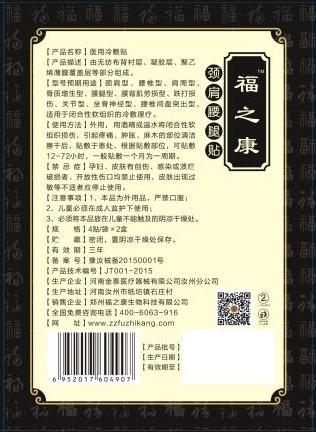 福之康
™
颈肩腰腿贴
【产品名称】医用冷敷贴
【产品性能】由无纺布背衬层、凝胶层、聚乙
烯薄膜覆盖层等部分组成。
【型号预期用途】颈椎型、腰椎型、肩周型、
骨质增生型、腰腿型、腰背肌劳损型、跌打损
伤、关节型、坐骨神经型、腰椎间盘突出型、适
用于闭合性软组织的冷敷理疗。
【使用方法】外用,用酒精或温水将闭合性软
组织损伤,引起疼痛、肿胀、麻木的部位清洁
擦干后,敷贴于患处。根据贴敷部位,可贴敷
12-72小时,一般贴敷一个月为一周期。
【禁忌症】孕妇、皮肤有创伤、感染或溃烂
破损者、开放性伤口均禁止使用,皮肤出现过
敏等不适者应停止使用。
【注意事项】1、本品为外用品,严禁口服;
2、儿童必须在成人监护下使用;
3、必须将本品放在儿童不能触及的阴凉干燥处。
【规 格】4贴/袋×2盒
【贮 藏】密闭,置阴凉干燥处保存。
【有 效 期】三年
【备 案 号】豫汝械备20150001号
【产品技术编号】JT001-2015
【生产企业】河南金泰医疗器械有限公司汝州分公司
【生产地址】河南汝州市纸坊镇石庄村
【销售企业】郑州福之康生物科技有限公司
【全国免费咨询电话】400-6063-916
【网 址】www.zzfuzhikang.com
【产品批号】
【生产日期】
【有效期至】
6 952017 604907